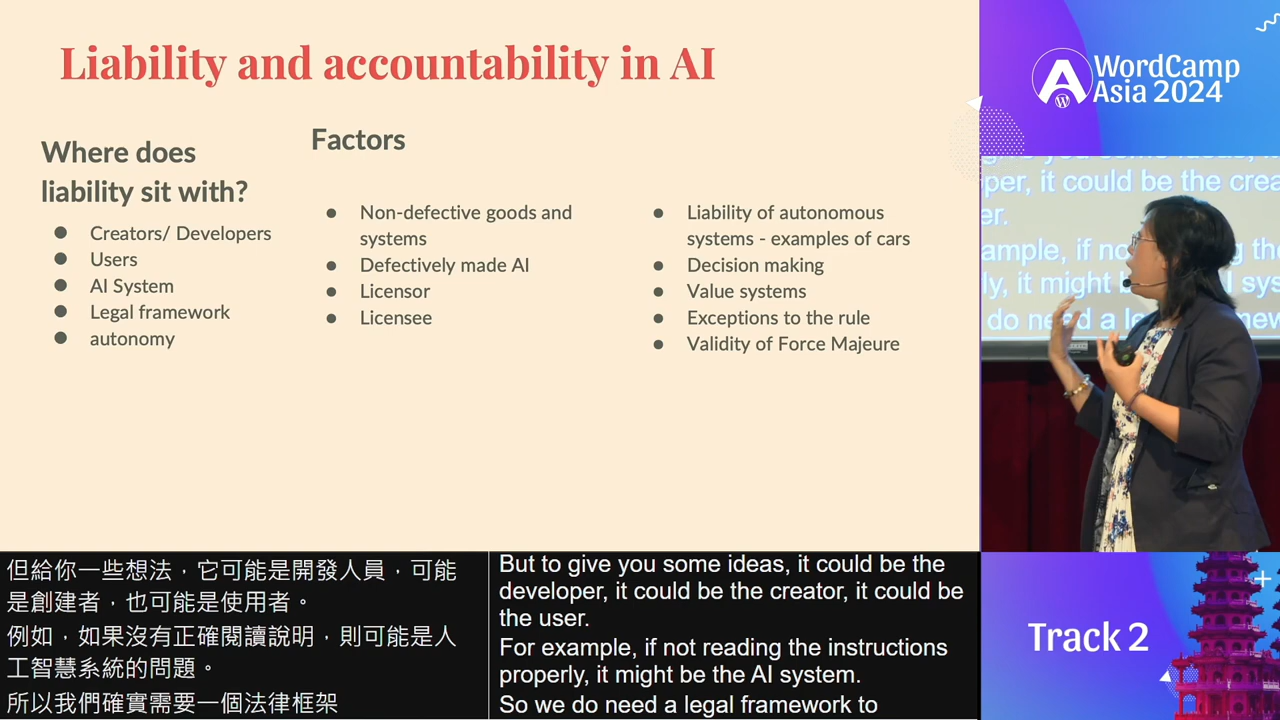 Liability and accountability in AI
Where does
liability sit with?
● Creators/ Developers
● Users
● AI System
● Legal framework
● autonomy
Factors
● Non-defective goods and
systems
● Defectively made AI
● Licensor
● Licensee
● Liability of autonomous
systems - examples of cars
● Decision making
● Value systems
● Exceptions to the rule
● Validity of Force Majeure
WordCamp
Asia 2024
per, it could be the crea
er.
ample, if no
ly, it might
do need a
Track 2
但給你一些想法，它可能是開發人員，可能
是創建者，也可能是使用者。
例如，如果沒有正確閱讀說明，則可能是人
工智慧系統的問題。
所以我們確實需要一個法律框架
But to give you some ideas, it could be the
developer, it could be the creator, it could be
the user.
For example, if not reading the instructions
properly, it might be the AI system.
So we do need a legal framework to